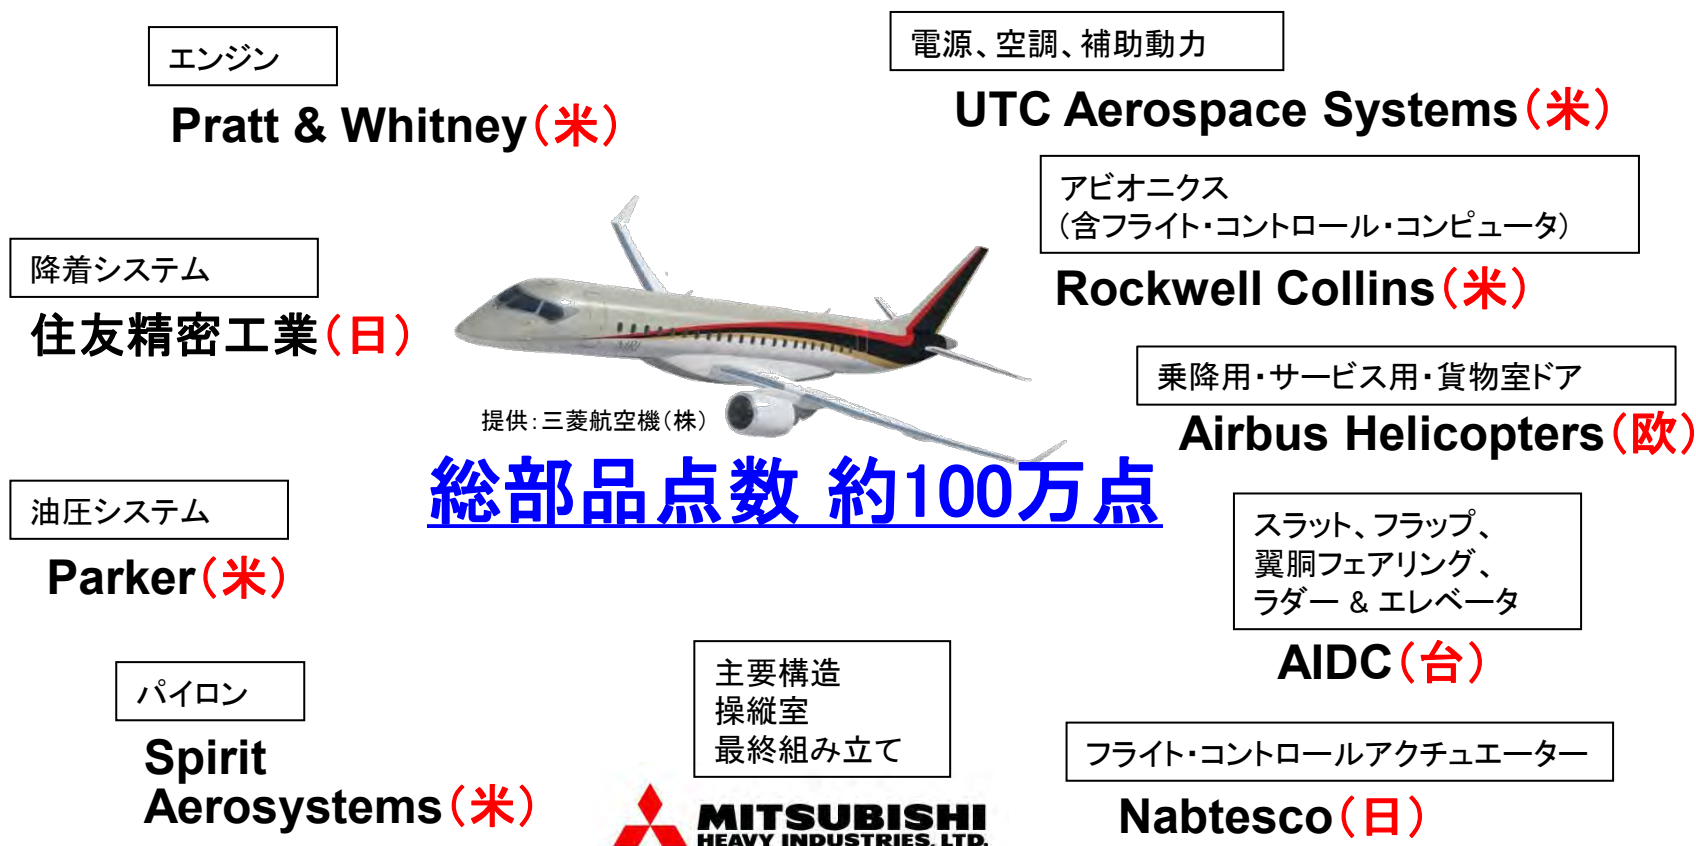 エンジン
Pratt & Whitney（米）
電源、空調、補助動力
UTC Aerospace Systems（米）
アビオニクス
（含フライト・コントロール・コンピュータ）
Rockwell Collins（米）
降着システム
住友精密工業（日）
乗降用・サービス用・貨物室ドア
Airbus Helicopters（欧）
提供：三菱航空機（株）
総部品点数 約100万点
油圧システム
Parker（米）
スラット、フラップ、
翼胴フェアリング、
ラダー & エレベータ
AIDC（台）
パイロン
Spirit
Aerosystems（米）
主要構造
操縦室
最終組み立て
MITSUBISHI
HEAVY INDUSTRIES, LTD.
フライト・コントロールアクチュエーター
Nabtesco（日）